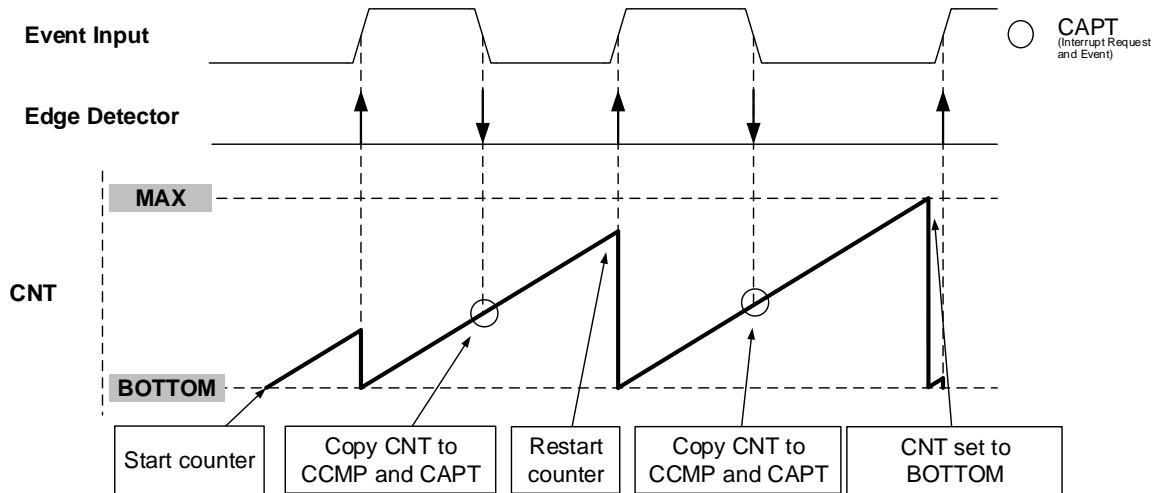 Event Input
CAPT
(Interrupt Request
and Event)
Edge Detector
MAX
CNT
BOTTOM
Start counter
Copy CNT to
CCMP and CAPT
Restart
counter
Copy CNT to
CCMP and CAPT
CNT set to
BOTTOM